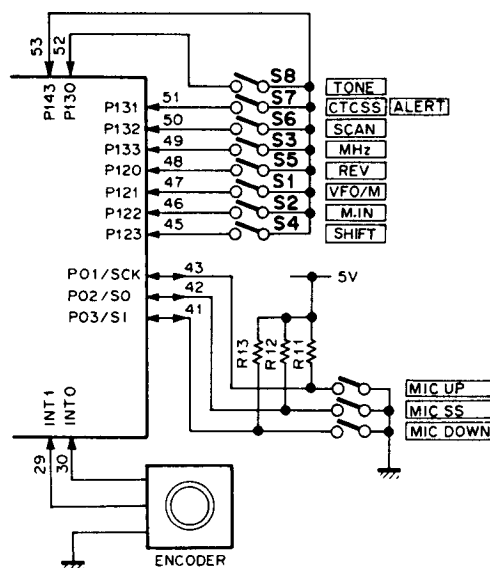 53
52
P143
P130
S8 TONE
P131 51 S7 CTCSS ALERT
P132 50 S6 SCAN
P133 49 S3 MHz
P120 48 S5 REV
P121 47 S1 VFO/M
P122 46 S2 M.IN
P123 45 S4 SHIFT
P01/SCK 43
P02/SO 42
P03/SI 41
5V
R13
R12
R11
MIC UP
MIC SS
MIC DOWN
INT1
INT0
29
30
ENCODER